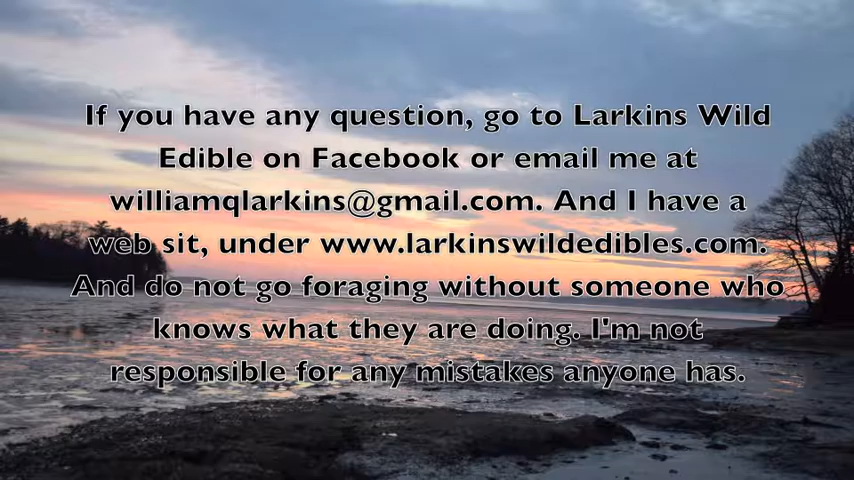 If you have any question, go to Larkins Wild
Edible on Facebook or email me at
williamqlarkins@gmail.com. And I have a
web sit, under www.larkinswildedibles.com.
And do not go foraging without someone who
knows what they are doing. I'm not
responsible for any mistakes anyone has.